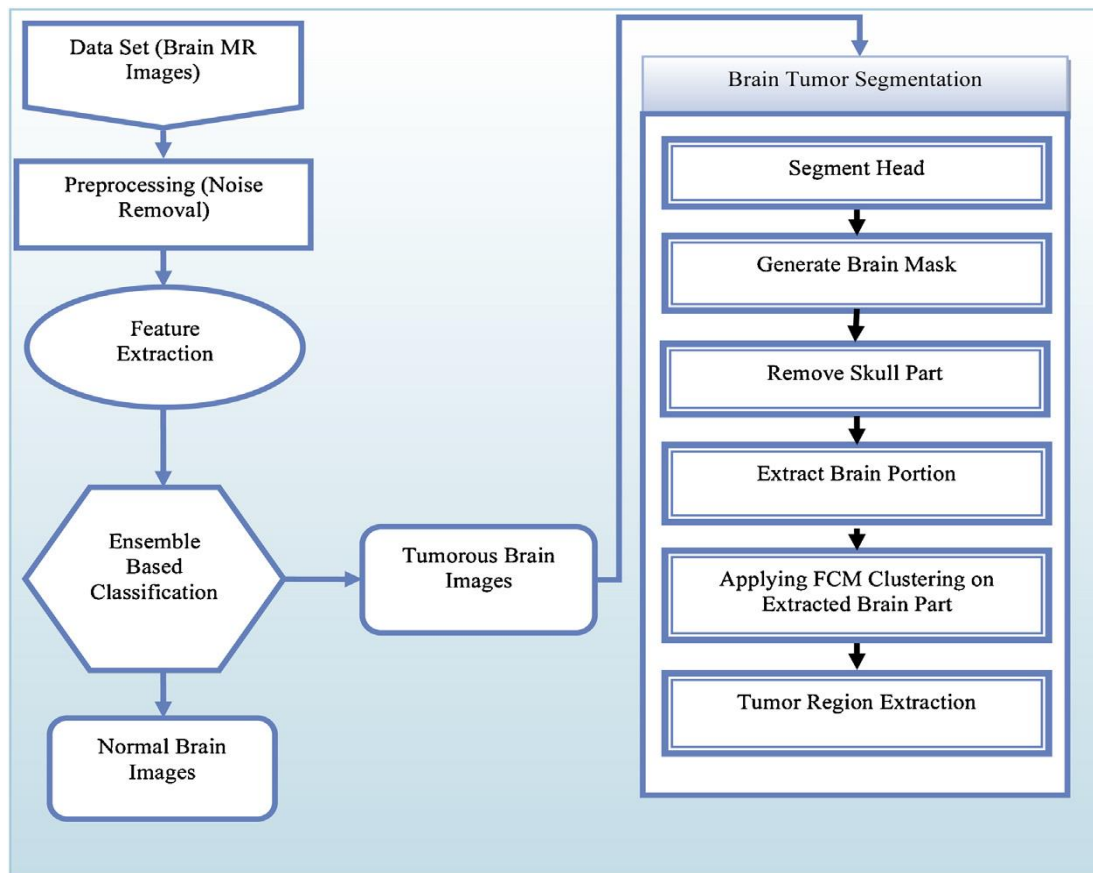 Data Set (Brain MR
Images)
Preprocessing (Noise
Removal)
Feature
Extraction
Ensemble
Based
Classification
Normal Brain
Images
Tumorous Brain
Images
Brain Tumor Segmentation
Segment Head
Generate Brain Mask
Remove Skull Part
Extract Brain Portion
Applying FCM Clustering on
Extracted Brain Part
Tumor Region Extraction